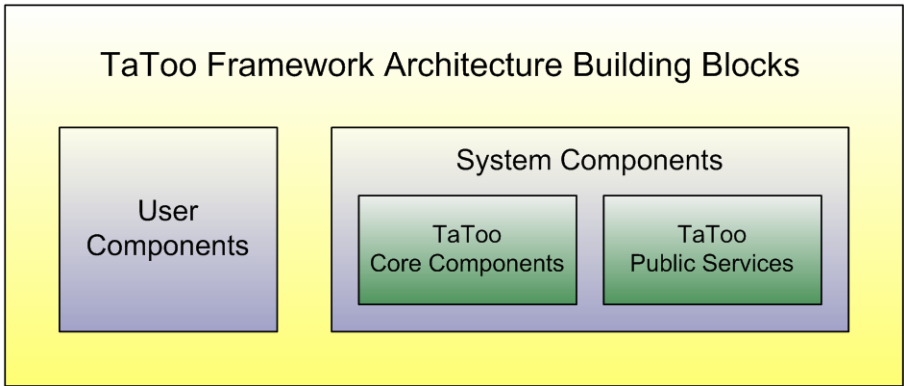 TaToo Framework Architecture Building Blocks
User
Components
System Components
TaToo
Core Components
TaToo
Public Services